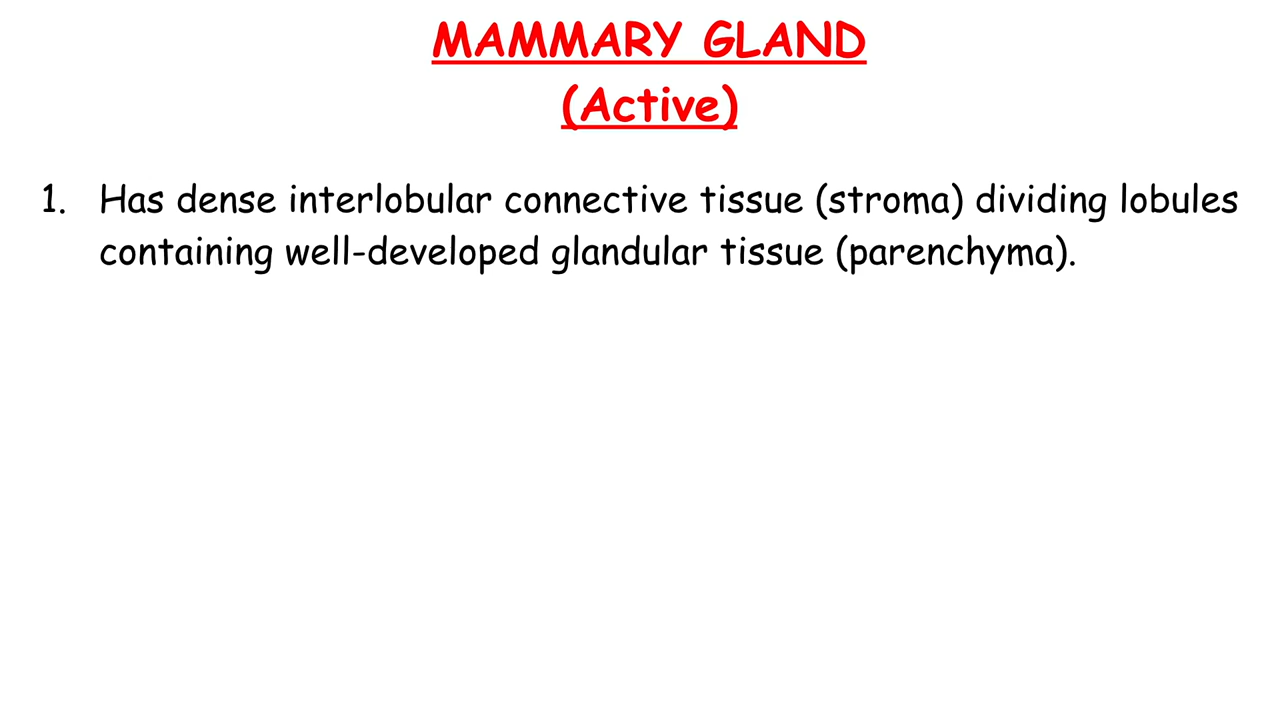 MAMMARY GLAND
(Active)
1. Has dense interlobular connective tissue (stroma) dividing lobules
containing well-developed glandular tissue (parenchyma).